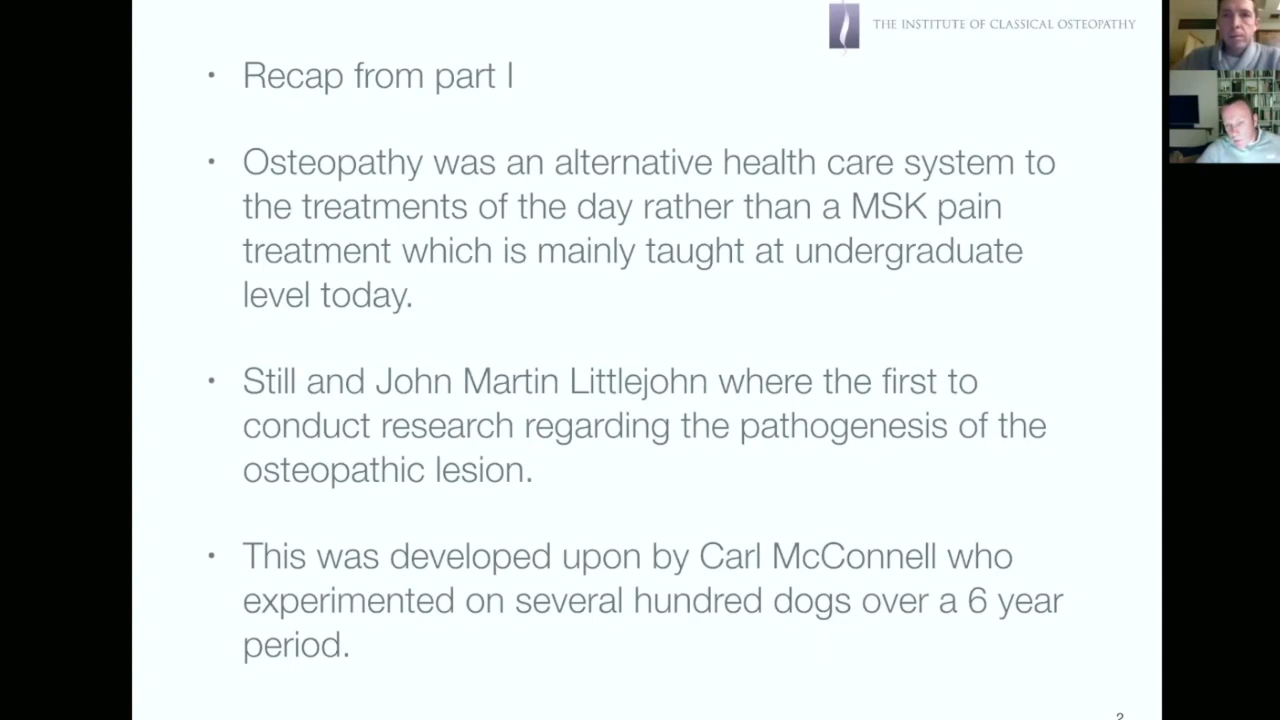 THE INSTITUTE OF CLASSICAL OSTEOPATHY
• Recap from part I
• Osteopathy was an alternative health care system to
the treatments of the day rather than a MSK pain
treatment which is mainly taught at undergraduate
level today.
• Still and John Martin Littlejohn where the first to
conduct research regarding the pathogenesis of the
osteopathic lesion.
• This was developed upon by Carl McConnell who
experimented on several hundred dogs over a 6 year
period.
2